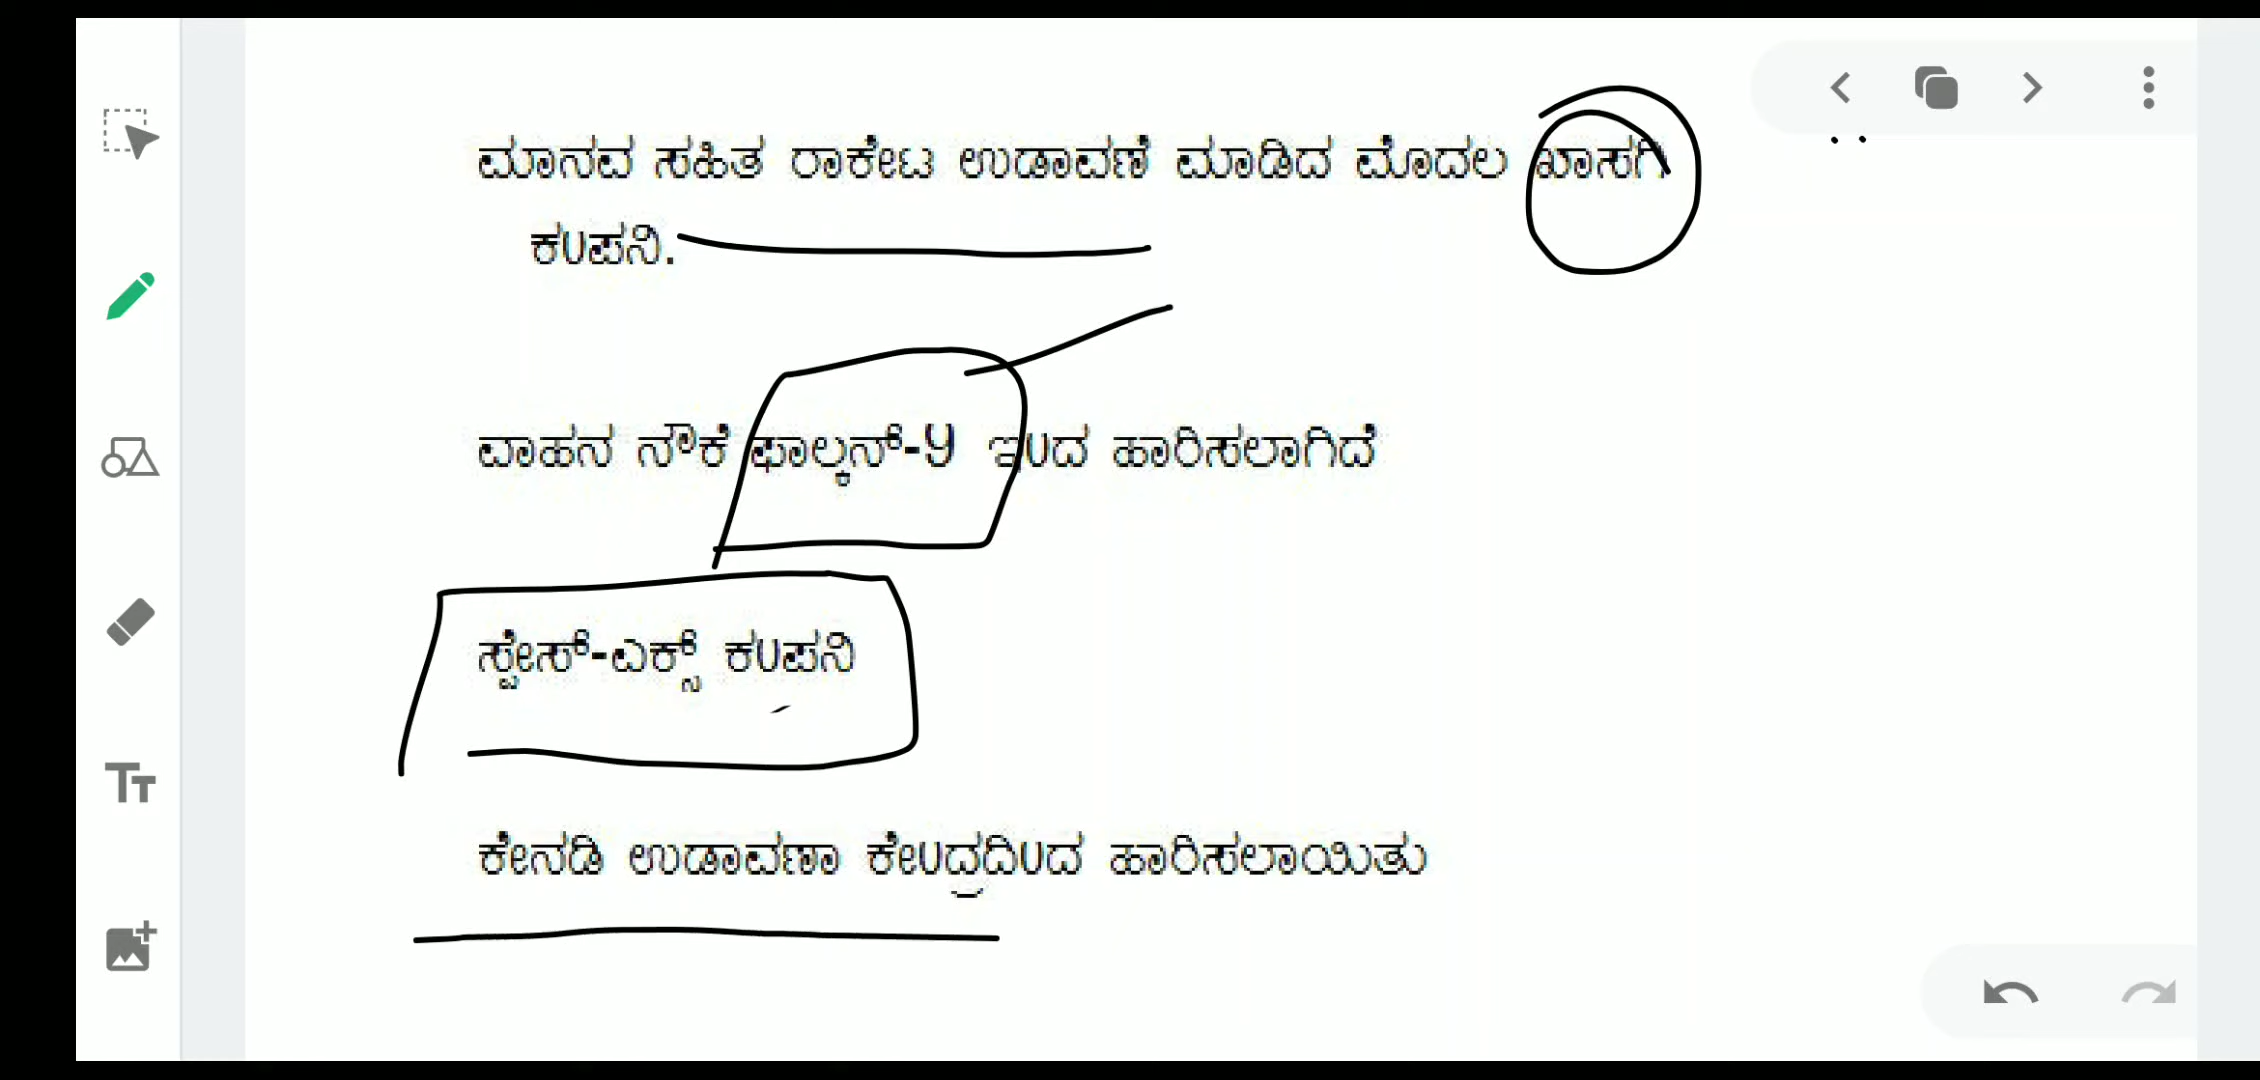 ಮಾನವ ಸಹಿತ ರಾಕೇಟ ಉಡಾವಣೆ ಮಾಡಿದ ಮೊದಲ ಖಾಸಗಿ
ಕಂಪನಿ.
ವಾಹನ ನೌಕೆ ಫಾಲ್ಕನ್-9 ಇಂದ ಹಾರಿಸಲಾಗಿದೆ
ಸ್ಪೇಸ್-ಎಕ್ಸ್ ಕಂಪನಿ
ಕೇನಡಿ ಉಡಾವಣಾ ಕೇಂದ್ರದಿಂದ ಹಾರಿಸಲಾಯಿತು